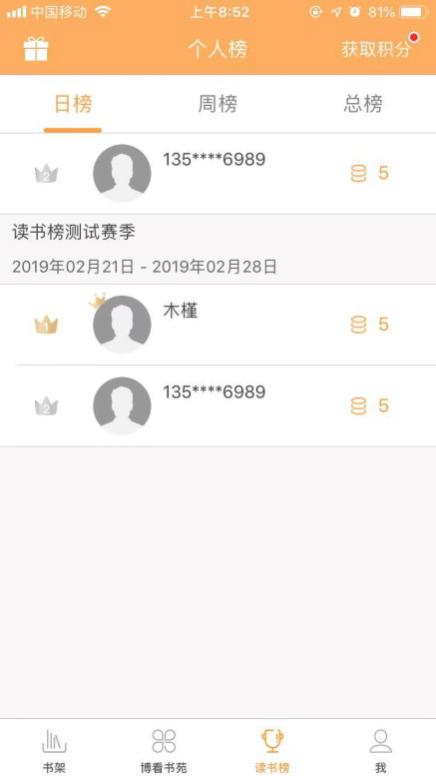 中国移动 上午8:52 81%
个人榜 获取积分
日榜 周榜 总榜
2 135****6989 5
读书榜测试赛季
2019年02月21日 - 2019年02月28日
1 木槿 5
2 135****6989 5
书架 博看书苑 读书榜 我